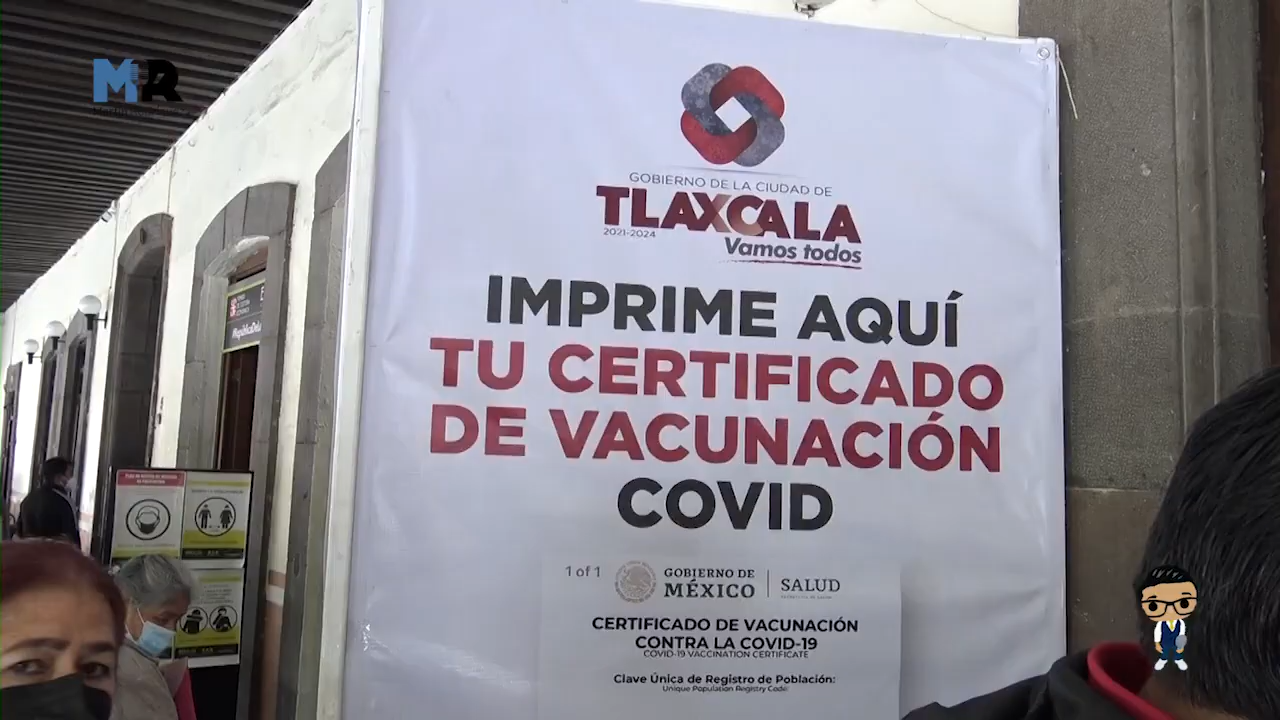 MR
GOBIERNO DE LA CIUDAD DE
TLAXCALA
2021-2024
Vamos todos
IMPRIME AQUÍ
TU CERTIFICADO
DE VACUNACIÓN
COVID
1 of 1
GOBIERNO DE
MÉXICO
SALUD
CERTIFICADO DE VACUNACIÓN
CONTRA LA COVID-19
COVID-19 VACCINATION CERTIFICATE
Clave Única de Registro de Población:
Unique Population Registry Code: